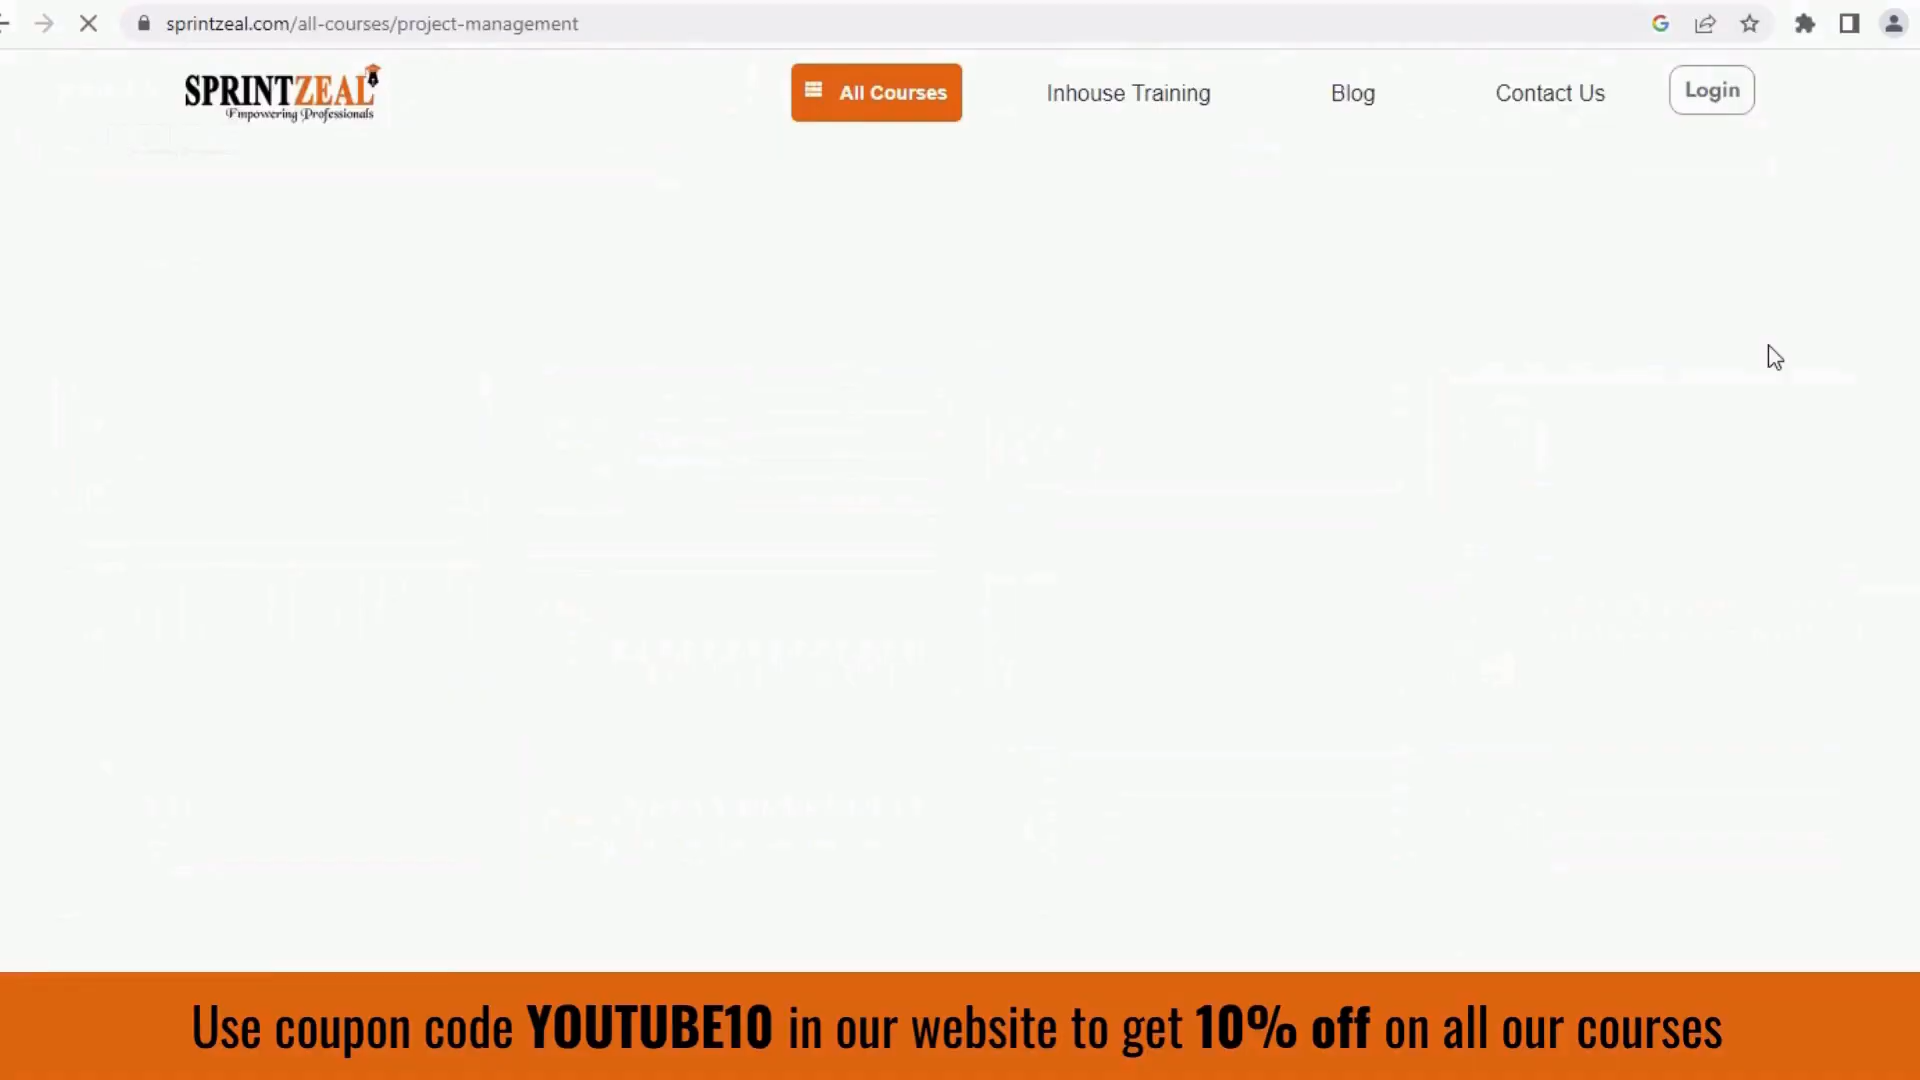 sprintzeal.com/all-courses/project-management
SPRINTZEAL
Empowering Professionals
All Courses
Inhouse Training
Blog
Contact Us
Login
Use coupon code YOUTUBE10 in our website to get 10% off on all our courses